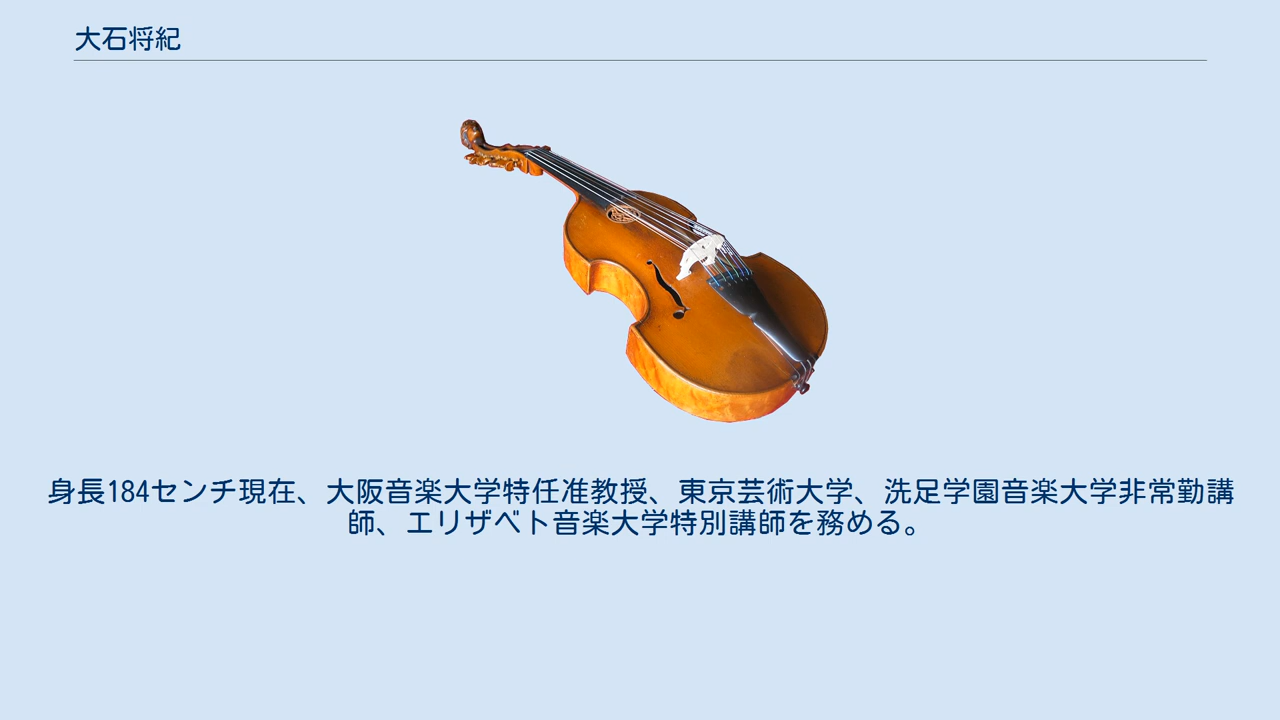 大石将紀
身長184センチ現在、大阪音楽大学特任准教授、東京芸術大学、洗足学園音楽大学非常勤講
師、エリザベト音楽大学特別講師を務める。